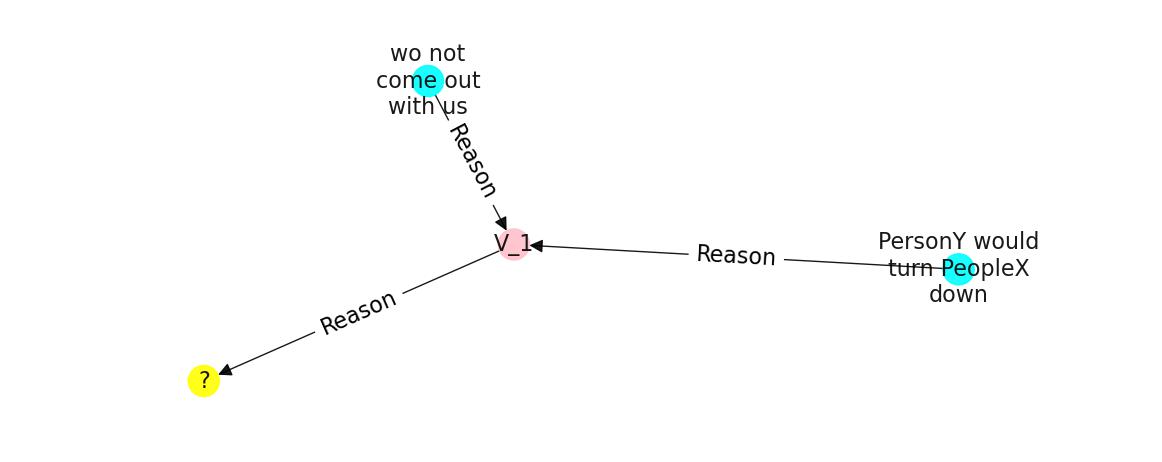 wo not
come out
with us
Reason
V_1
Reason
PersonY would
turn PeopleX
down
Reason
?